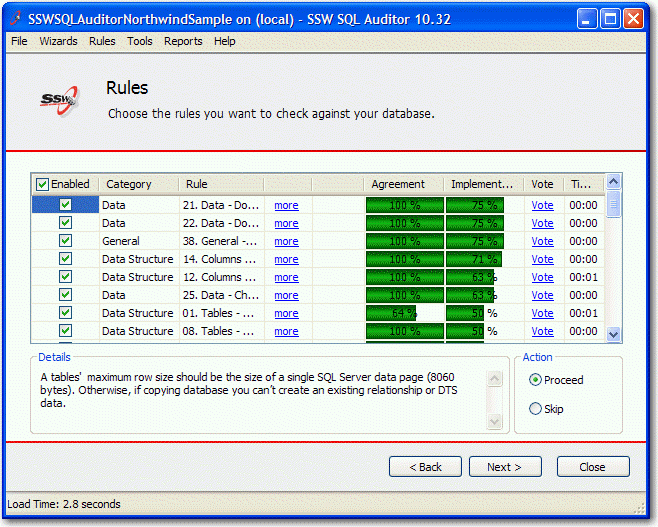 SSWSQLAuditorNorthwindSample on (local) - SSW SQL Auditor 10.32
File Wizards Rules Tools Reports Help
SSW
Rules
Choose the rules you want to check against your database.
Enabled Category Rule Agreement Implement... Vote Ti...
Data 21. Data - Do... more 100 % 75 % Vote 00:00
Data 22. Data - Do... more 100 % 75 % Vote 00:00
General 38. General -... more 100 % 75 % Vote 00:00
Data Structure 14. Columns ... more 100 % 71 % Vote 00:00
Data Structure 12. Columns ... more 100 % 63 % Vote 00:01
Data 25. Data - Ch... more 100 % 63 % Vote 00:00
Data Structure 01. Tables - ... more 64 % 50 % Vote 00:01
Data Structure 08. Tables - ... more 100 % 50 % Vote 00:00
Details
A tables' maximum row size should be the size of a single SQL Server data page (8060
bytes). Otherwise, if copying database you can't create an existing relationship or DTS
data.
Action
Proceed
Skip
< Back Next > Close
Load Time: 2.8 seconds